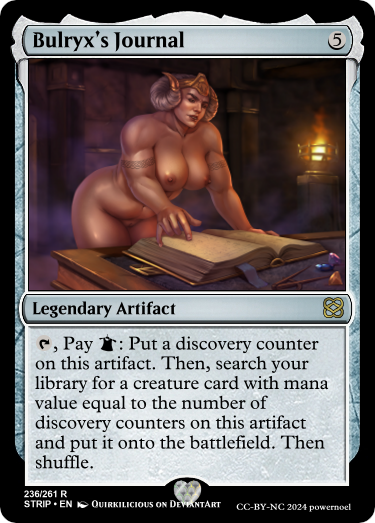 Bulryx's Journal 5
Legendary Artifact
, Pay : Put a discovery counter
on this artifact. Then, search your
library for a creature card with mana
value equal to the number of
discovery counters on this artifact
and put it onto the battlefield. Then
shuffle.
236/261 R
STRIP • EN Quirkilicious on DeviantArt
CC-BY-NC 2024 powernoel